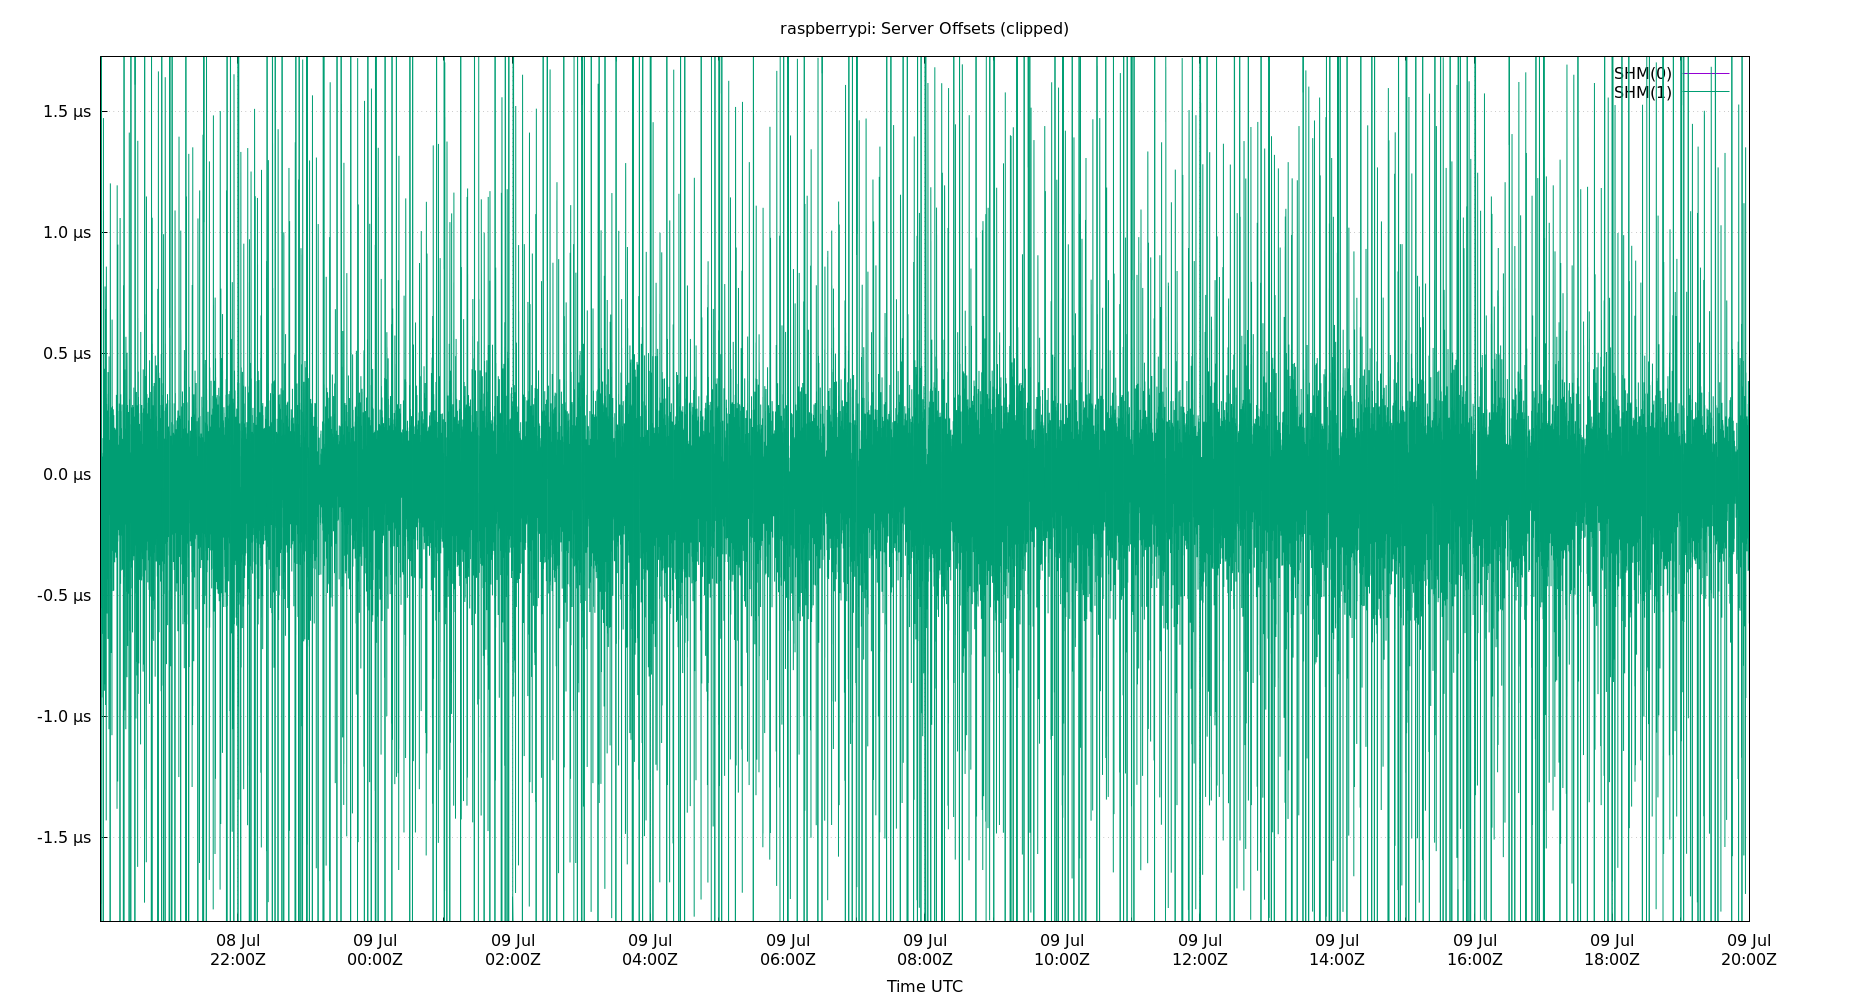 raspberrypi: Server Offsets (clipped)
SHM(0)
SHM(1)
1.5 µs
1.0 µs
0.5 µs
0.0 µs
-0.5 µs
-1.0 µs
-1.5 µs
08 Jul 09 Jul 09 Jul 09 Jul 09 Jul 09 Jul 09 Jul 09 Jul 09 Jul 09 Jul 09 Jul 09 Jul
22:00Z 00:00Z 02:00Z 04:00Z 06:00Z 08:00Z 10:00Z 12:00Z 14:00Z 16:00Z 18:00Z 20:00Z
Time UTC